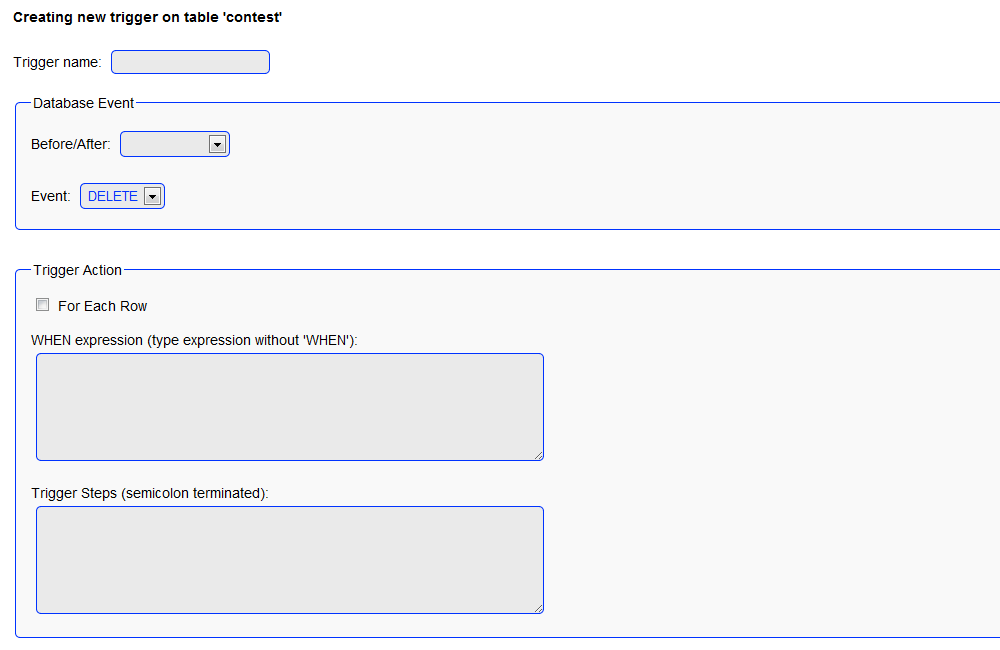 Creating new trigger on table 'contest'
Trigger name:
Database Event
Before/After:
Event: DELETE
Trigger Action
For Each Row
WHEN expression (type expression without 'WHEN'):
Trigger Steps (semicolon terminated):